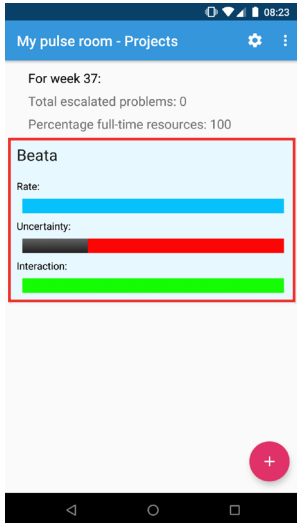 08:23
My pulse room - Projects
For week 37:
Total escalated problems: 0
Percentage full-time resources: 100
Beata
Rate:
Uncertainty:
Interaction:
+